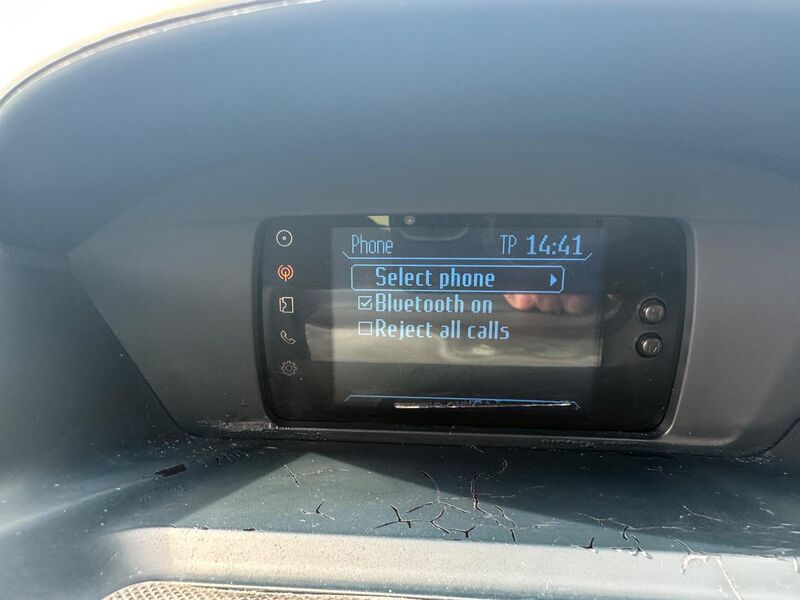 Phone TP 14:41
Select phone
Bluetooth on
Reject all calls